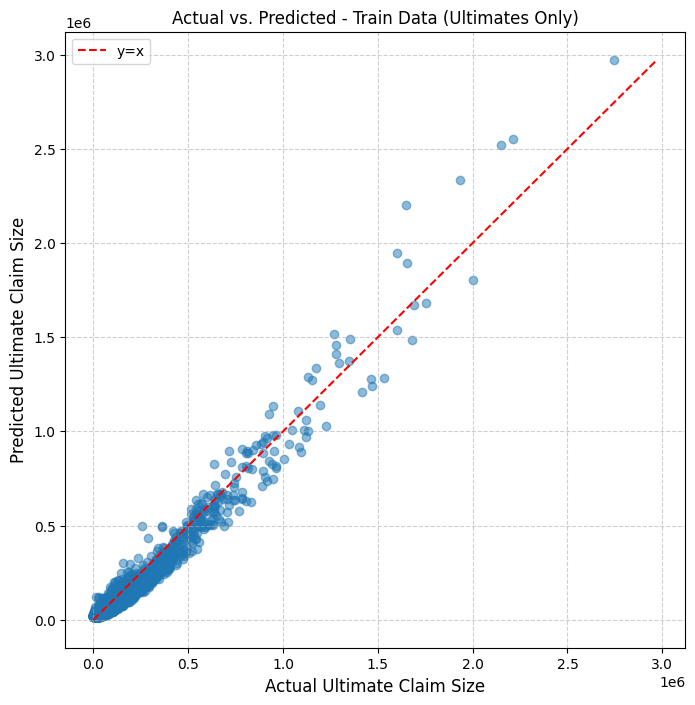 Actual vs. Predicted - Train Data (Ultimates Only)
1e6
y=x
3.0
2.5
2.0
1.5
1.0
0.5
0.0
Predicted Ultimate Claim Size
0.0 0.5 1.0 1.5 2.0 2.5 3.0
1e6
Actual Ultimate Claim Size